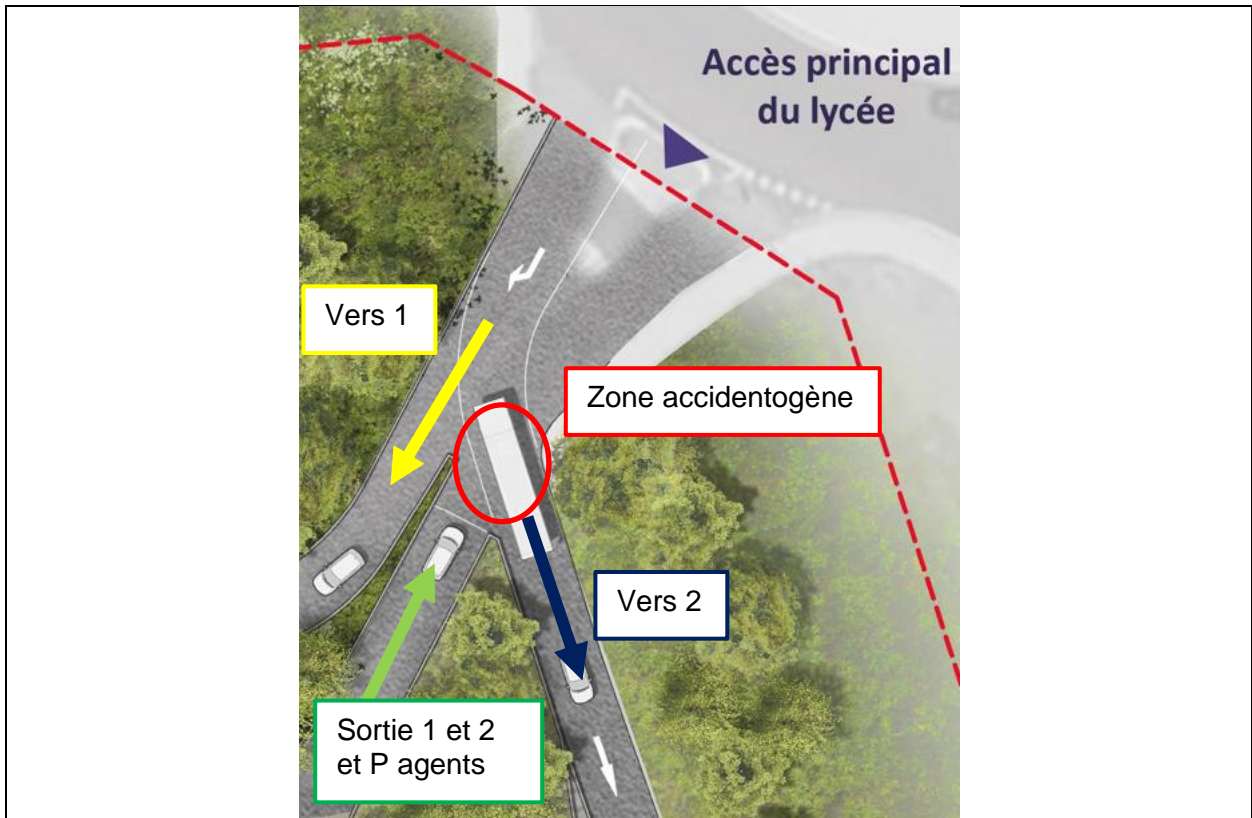 Accès principal
du lycée
Vers 1
Zone accidentogène
Vers 2
Sortie 1 et 2
et P agents